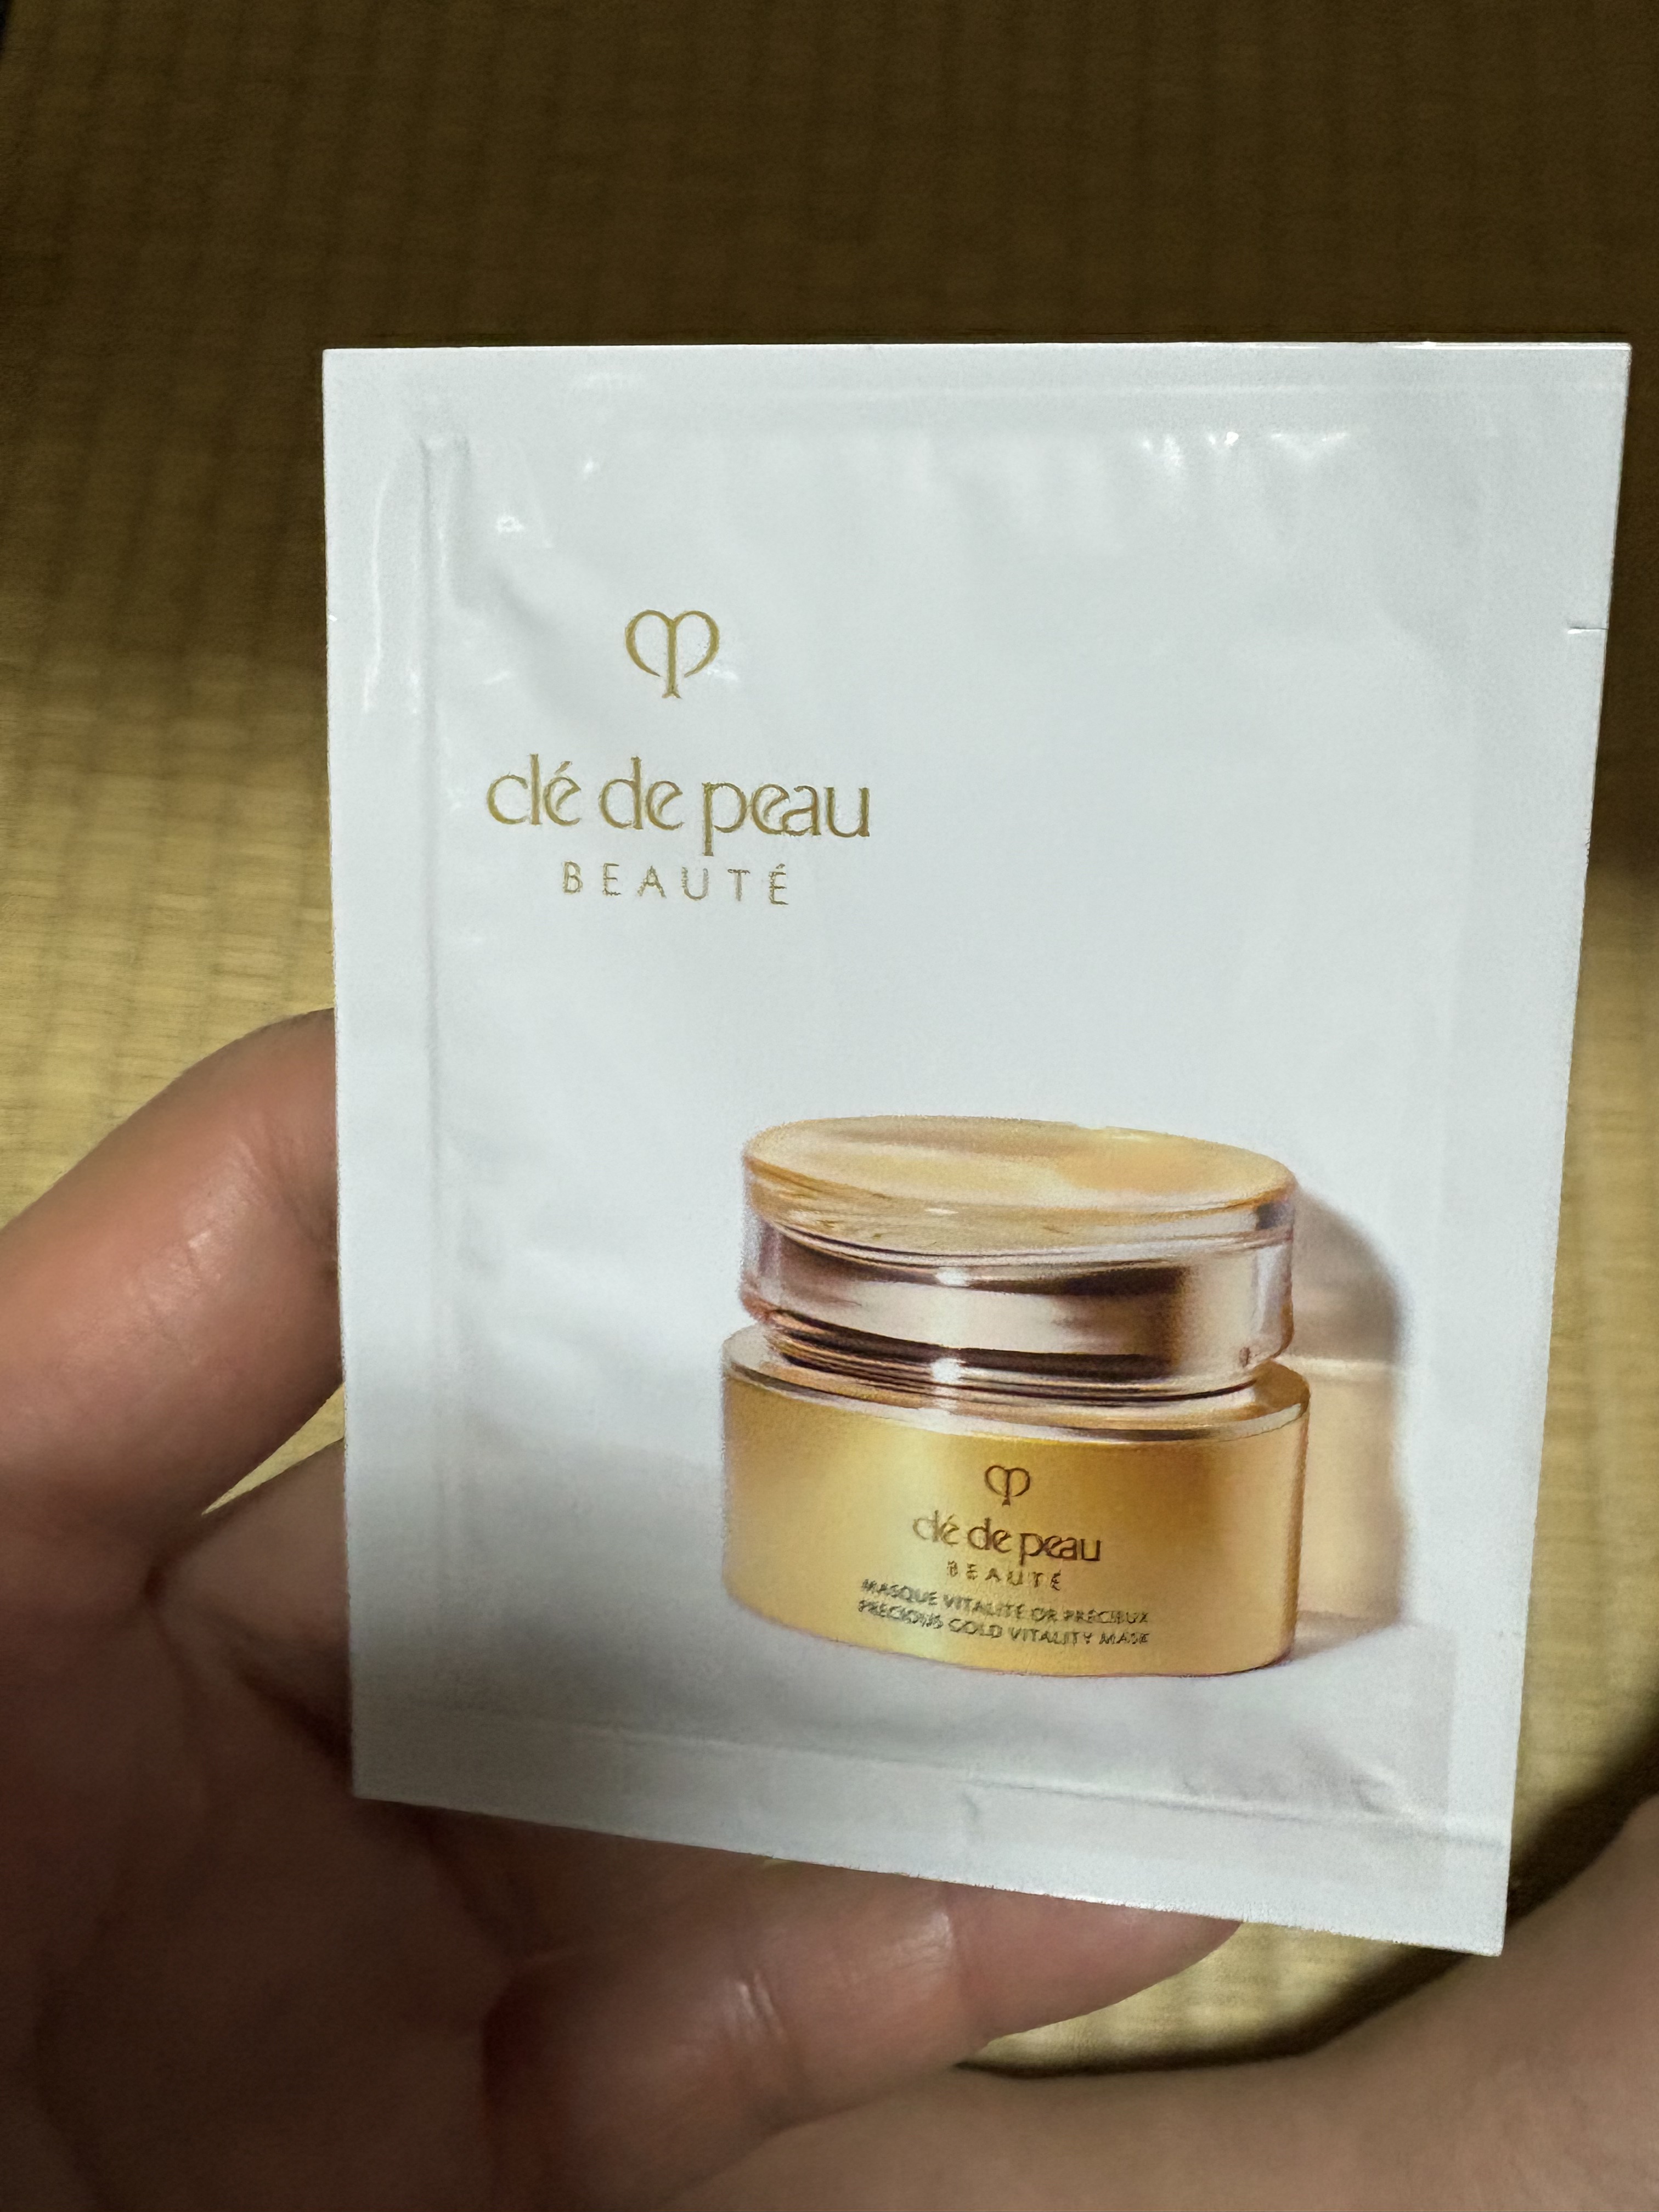 clé de peau
BEAUTÉ
clé de peau
BEAUTÉ
MASQUE VITALITÉ OR PRÉCIEUX
PRECIOUS GOLD VITALITY MASK